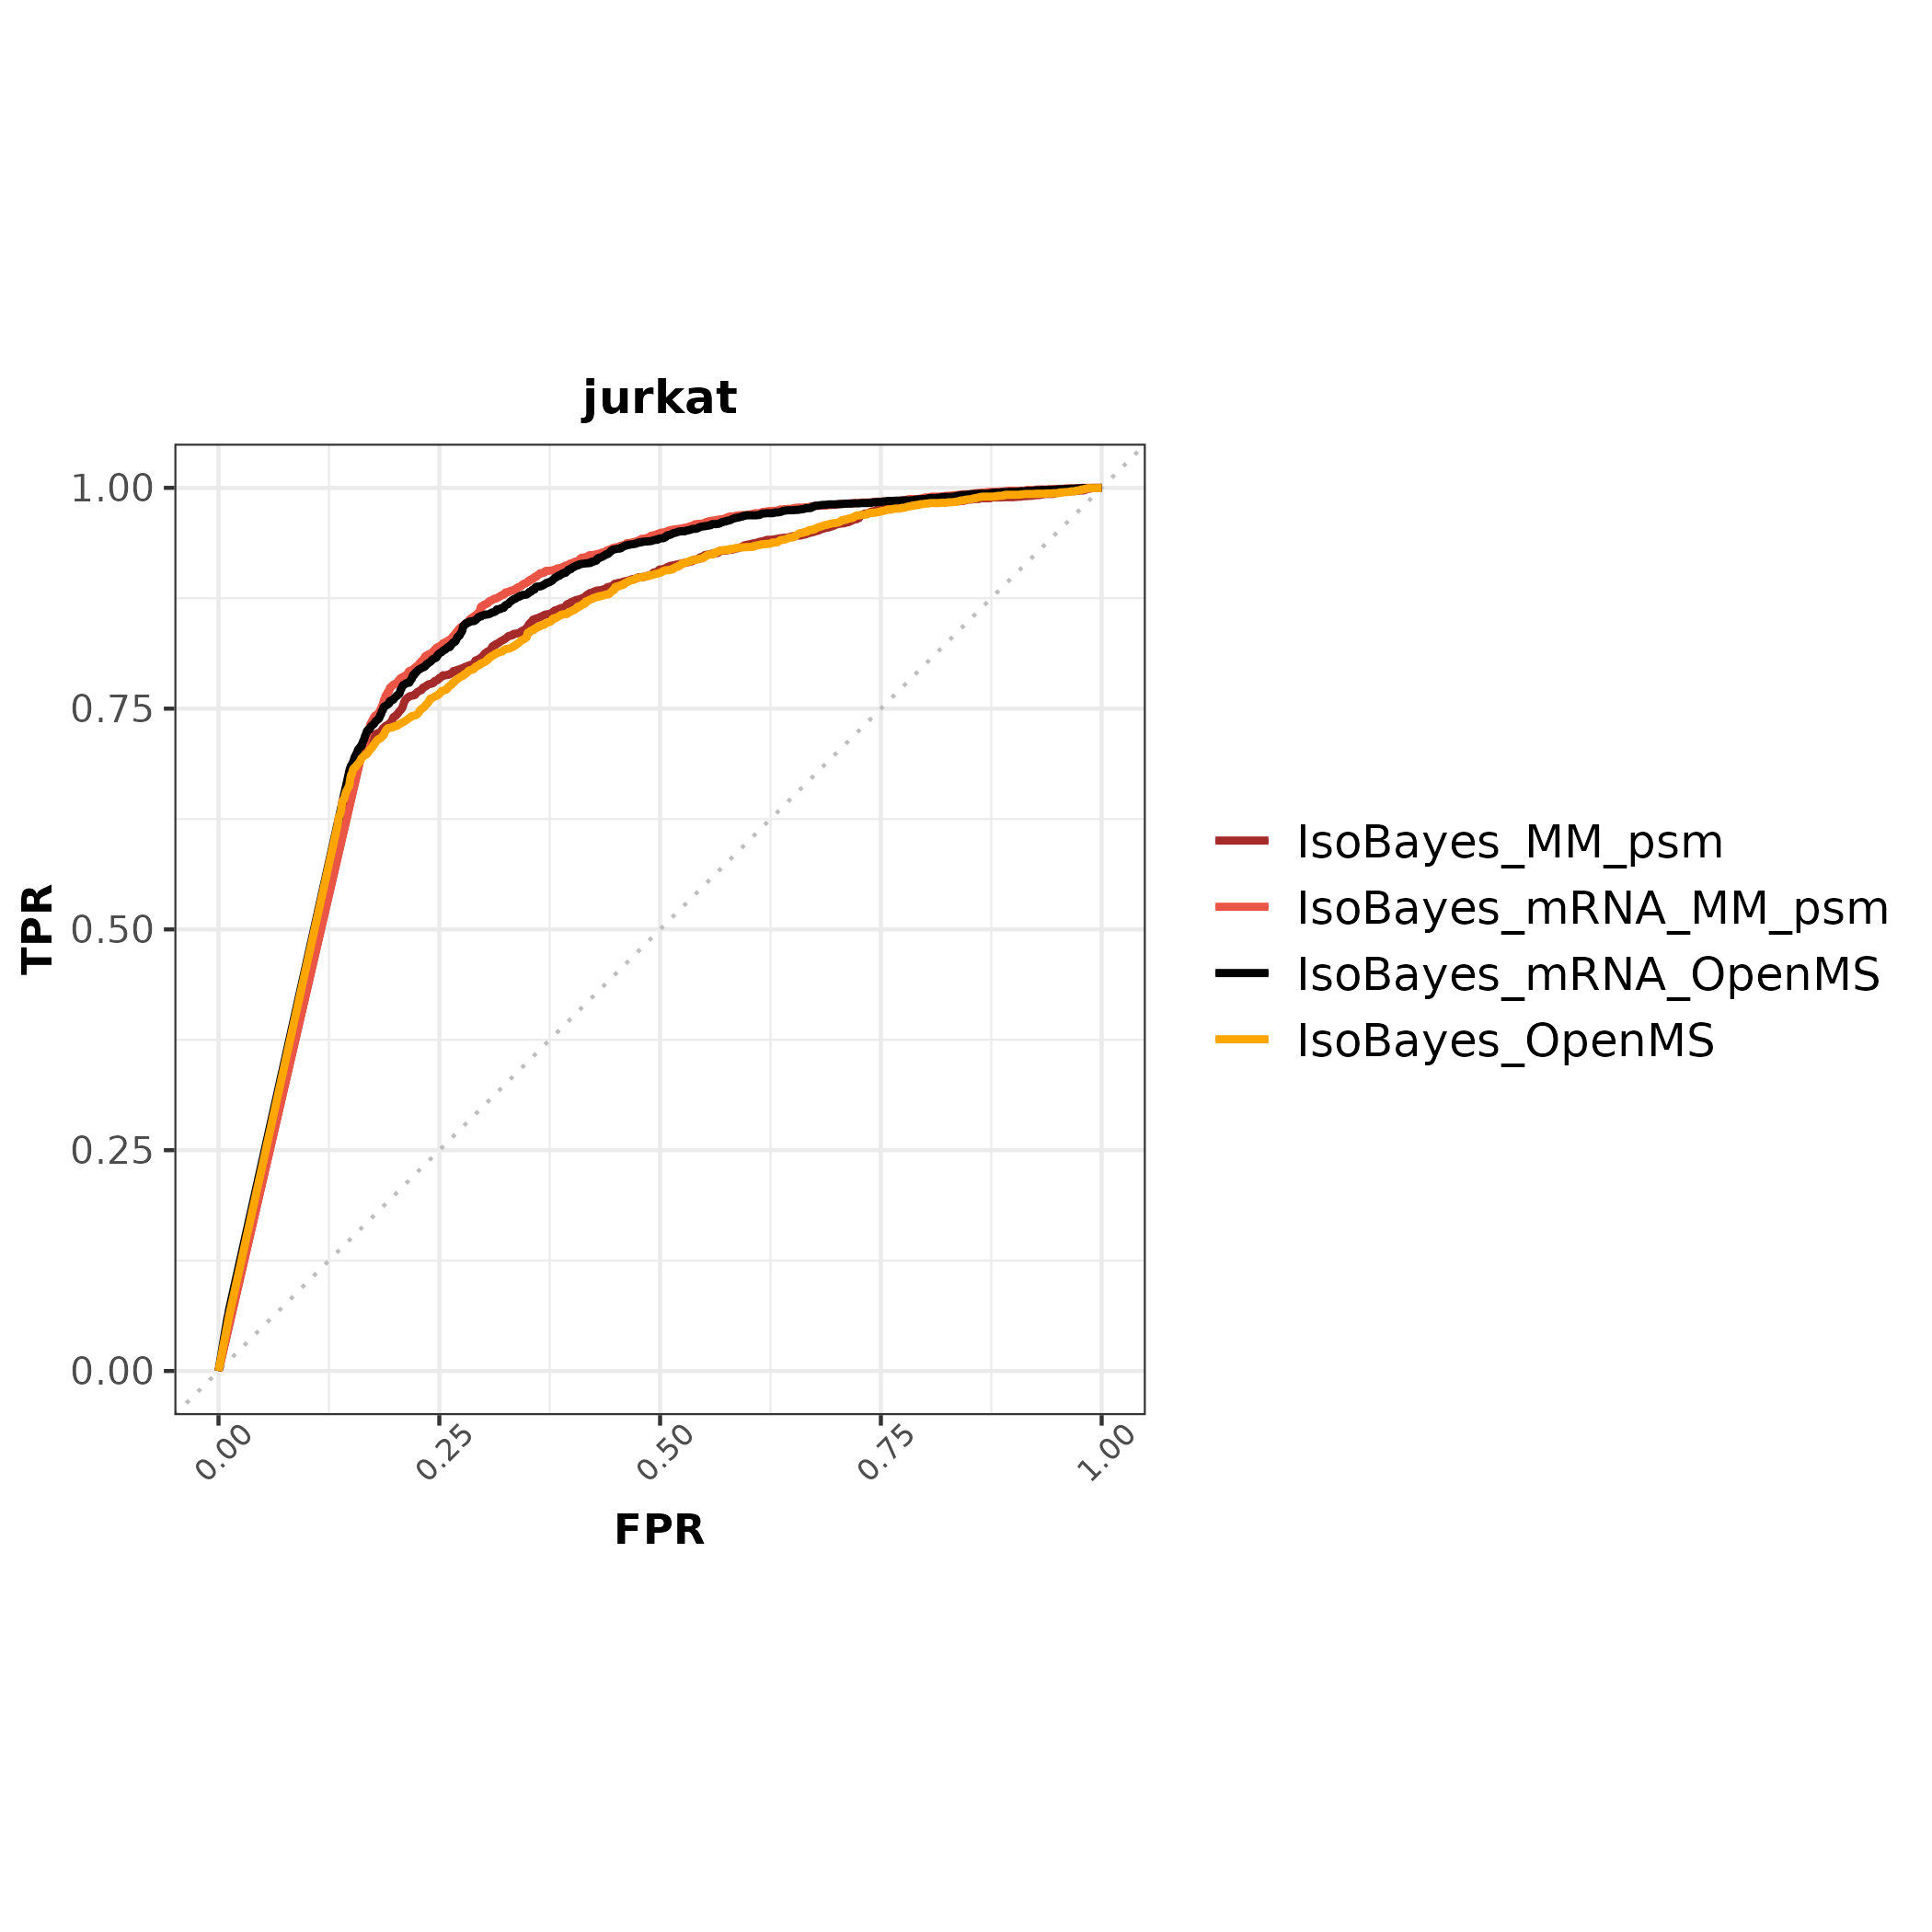 jurkat
TPR
1.00
0.75
0.50
0.25
0.00
0.00
0.25
0.50
0.75
1.00
FPR
IsoBayes_MM_psm
IsoBayes_mRNA_MM_psm
IsoBayes_mRNA_OpenMS
IsoBayes_OpenMS